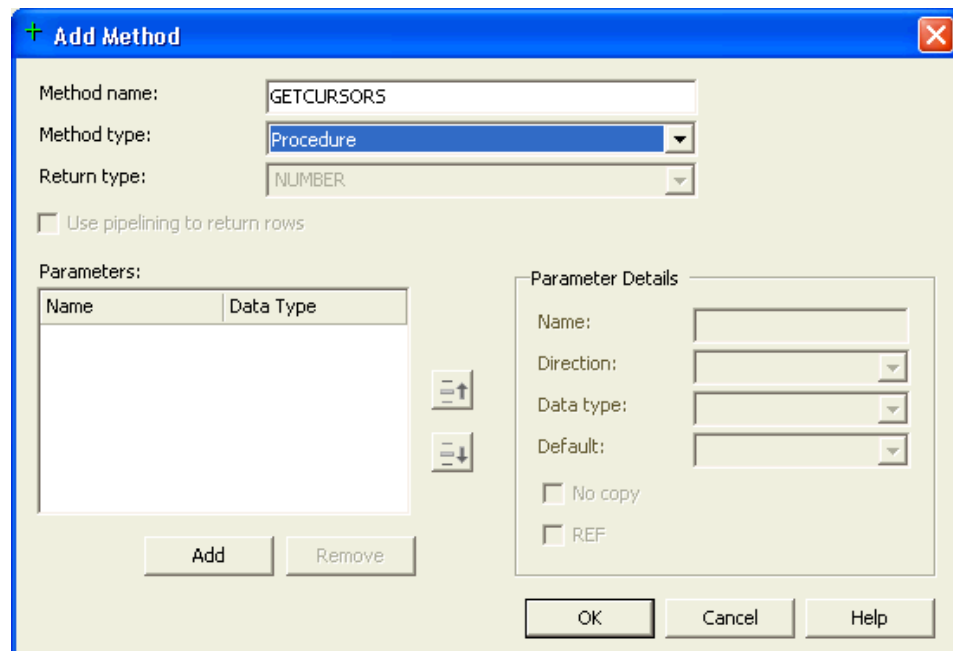 Add Method
Method name: GETCURSORS
Method type: Procedure
Return type: NUMBER
Use pipelining to return rows
Parameters:
Name Data Type
Add Remove
Parameter Details
Name:
Direction:
Data type:
Default:
No copy
REF
OK Cancel Help